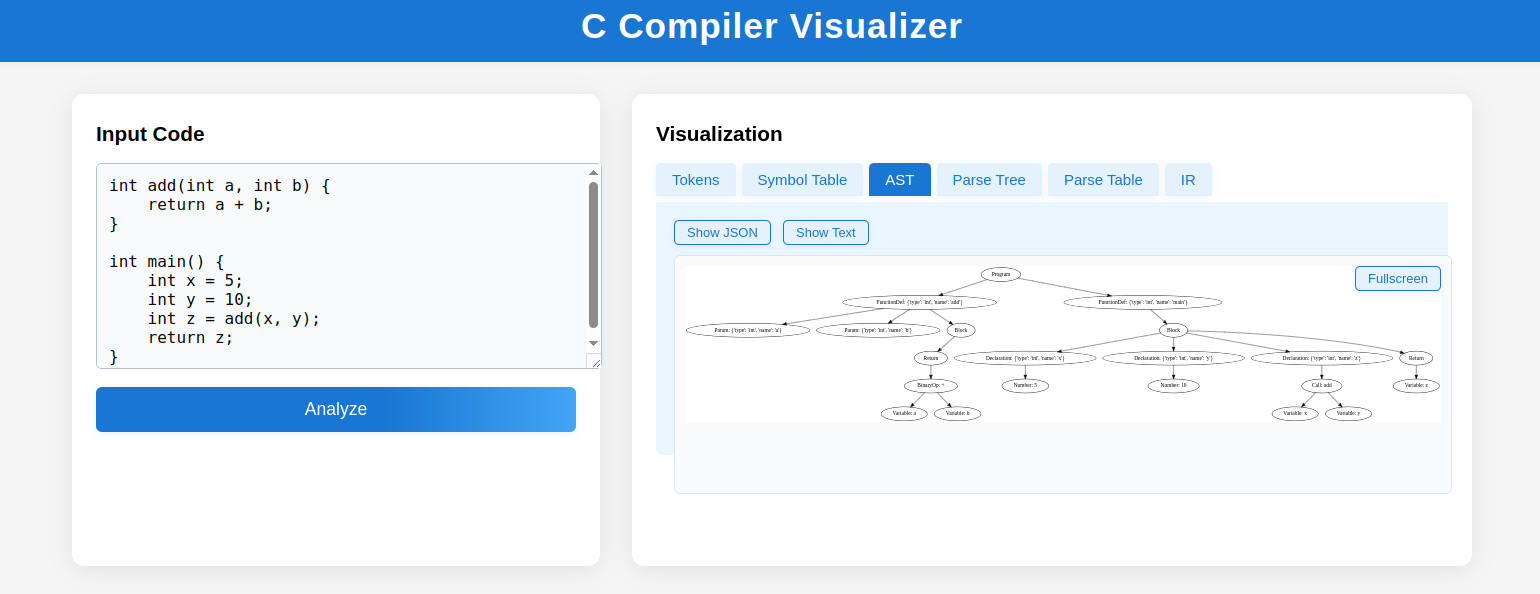 C Compiler Visualizer
Input Code
int add(int a, int b) {
    return a + b;
}
int main() {
    int x = 5;
    int y = 10;
    int z = add(x, y);
    return z;
}
Analyze
Visualization
Tokens Symbol Table AST Parse Tree Parse Table IR
Show JSON Show Text
Fullscreen
Program
FunctionDef: {'type': 'int', 'name': 'add'} FunctionDef: {'type': 'int', 'name': 'main'}
Param: {'type': 'int', 'name': 'a'} Param: {'type': 'int', 'name': 'b'} Block Block
Return Declaration: {'type': 'int', 'name': 'x'} Declaration: {'type': 'int', 'name': 'y'} Declaration: {'type': 'int', 'name': 'z'} Return
BinaryOp: + Number: 5 Number: 10 Call: add Variable: z
Variable: a Variable: b Variable: x Variable: y